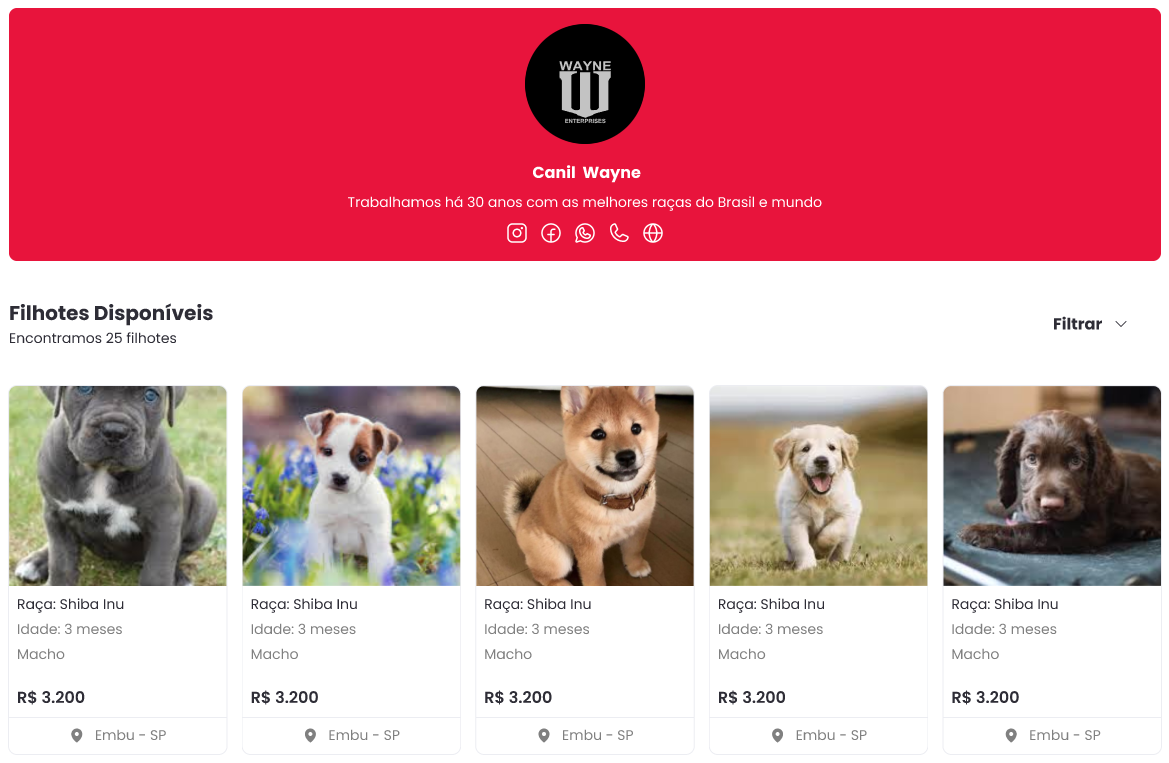 WAYNE
ENTERPRISES
Canil Wayne
Trabalhamos há 30 anos com as melhores raças do Brasil e mundo
Filhotes Disponíveis
Encontramos 25 filhotes
Filtrar
Raça: Shiba Inu
Idade: 3 meses
Macho
R$ 3.200
Embu - SP
Raça: Shiba Inu
Idade: 3 meses
Macho
R$ 3.200
Embu - SP
Raça: Shiba Inu
Idade: 3 meses
Macho
R$ 3.200
Embu - SP
Raça: Shiba Inu
Idade: 3 meses
Macho
R$ 3.200
Embu - SP
Raça: Shiba Inu
Idade: 3 meses
Macho
R$ 3.200
Embu - SP